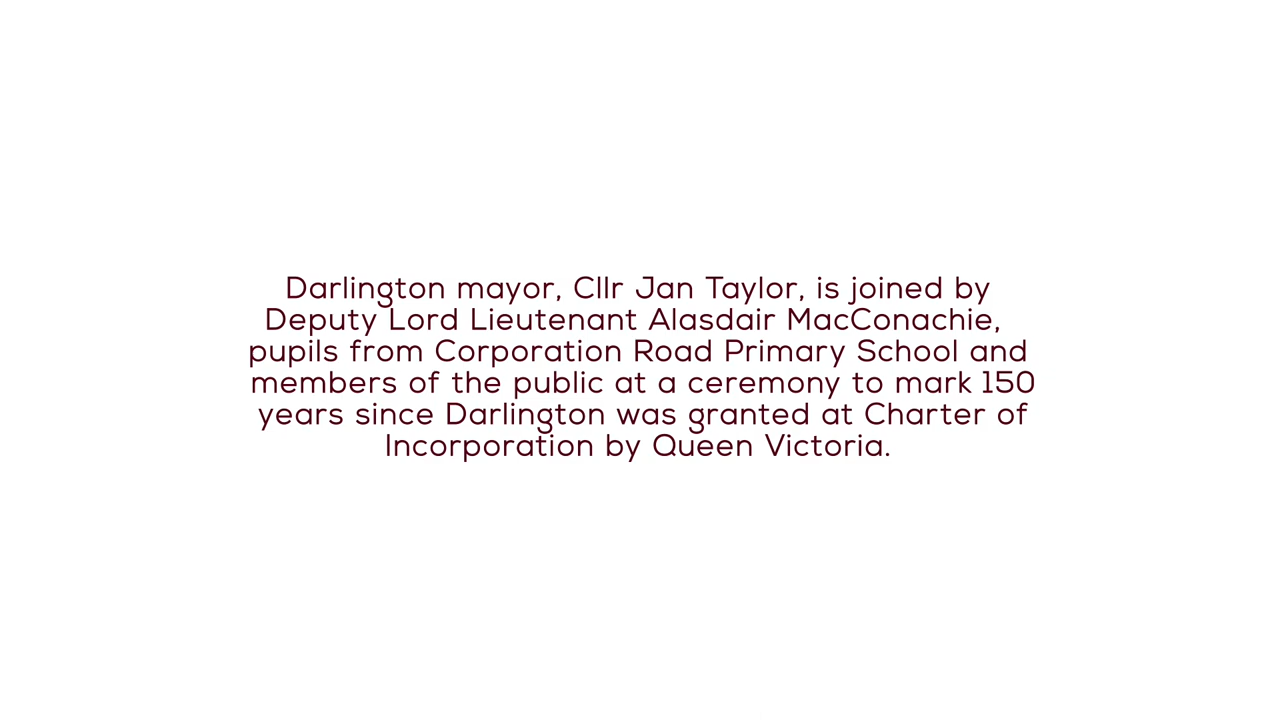 Darlington mayor, Cllr Jan Taylor, is joined by
Deputy Lord Lieutenant Alasdair MacConachie,
pupils from Corporation Road Primary School and
members of the public at a ceremony to mark 150
years since Darlington was granted at Charter of
Incorporation by Queen Victoria.